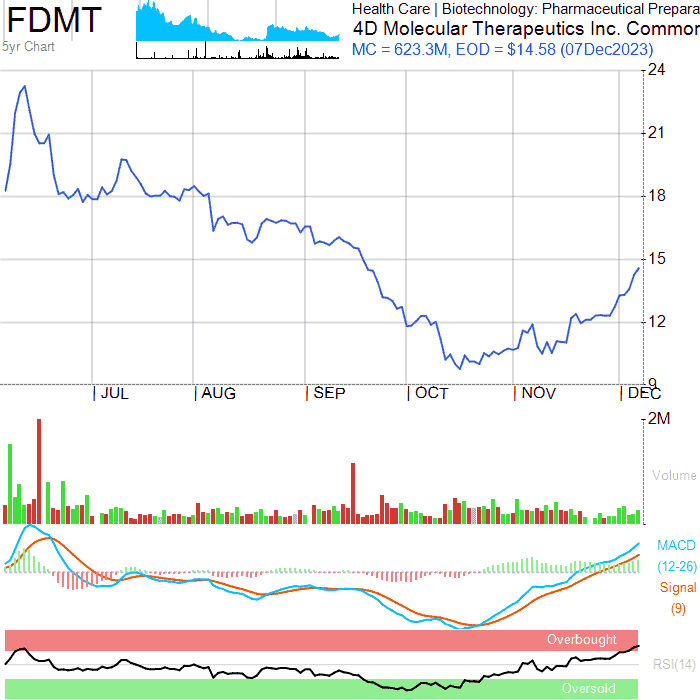 FDMT
5yr Chart
Health Care | Biotechnology: Pharmaceutical Prepara
4D Molecular Therapeutics Inc. Common
MC = 623.3M, EOD = $14.58 (07Dec2023)
24
21
18
15
12
9
JUL AUG SEP OCT NOV DEC
2M
Volume
MACD
(12-26)
Signal
(9)
Overbought
RSI(14)
Oversold